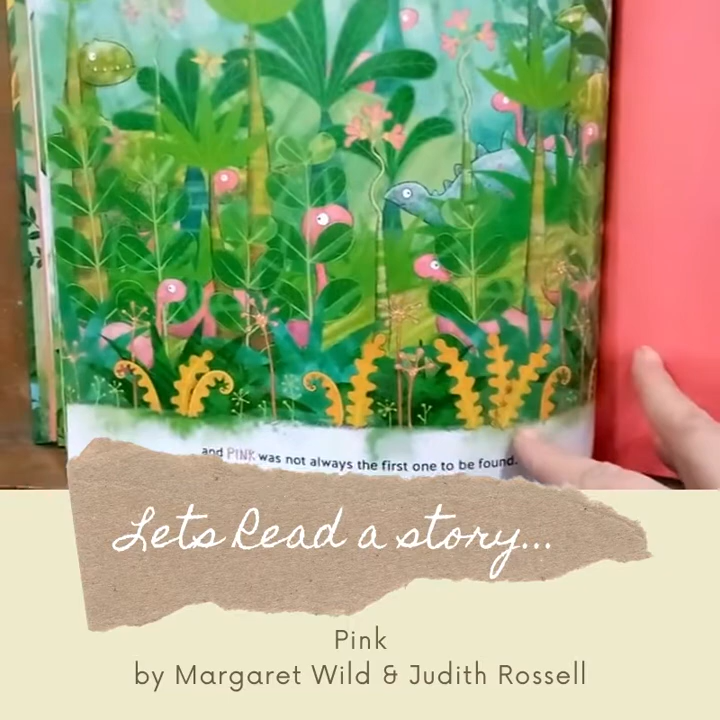 and PINK was not always the first one to be found.
Lets Read a story...
Pink
by Margaret Wild & Judith Rossell